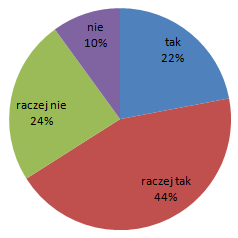 nie
10%
tak
22%
raczej nie
24%
raczej tak
44%